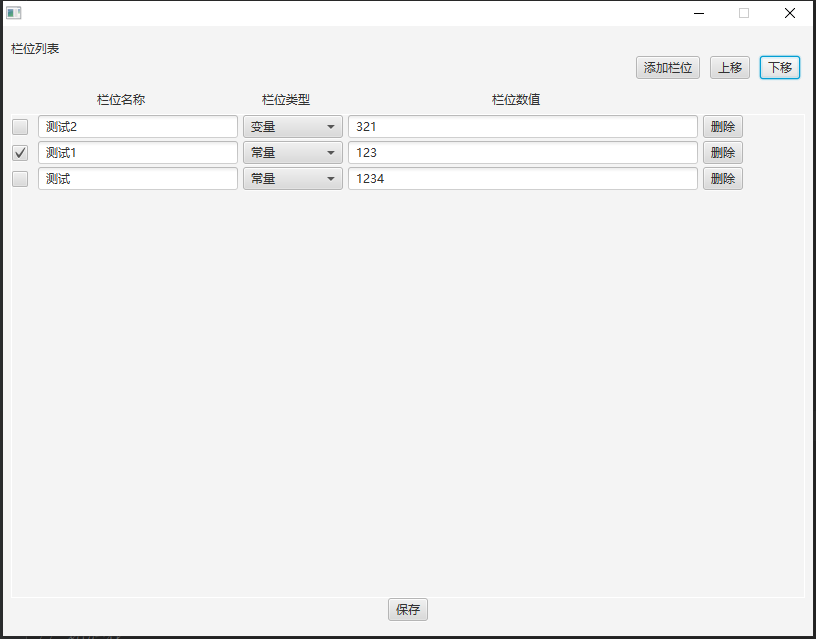 栏位列表
添加栏位 上移 下移
栏位名称 栏位类型 栏位数值
测试2 变量 321 删除
测试1 常量 123 删除
测试 常量 1234 删除
保存